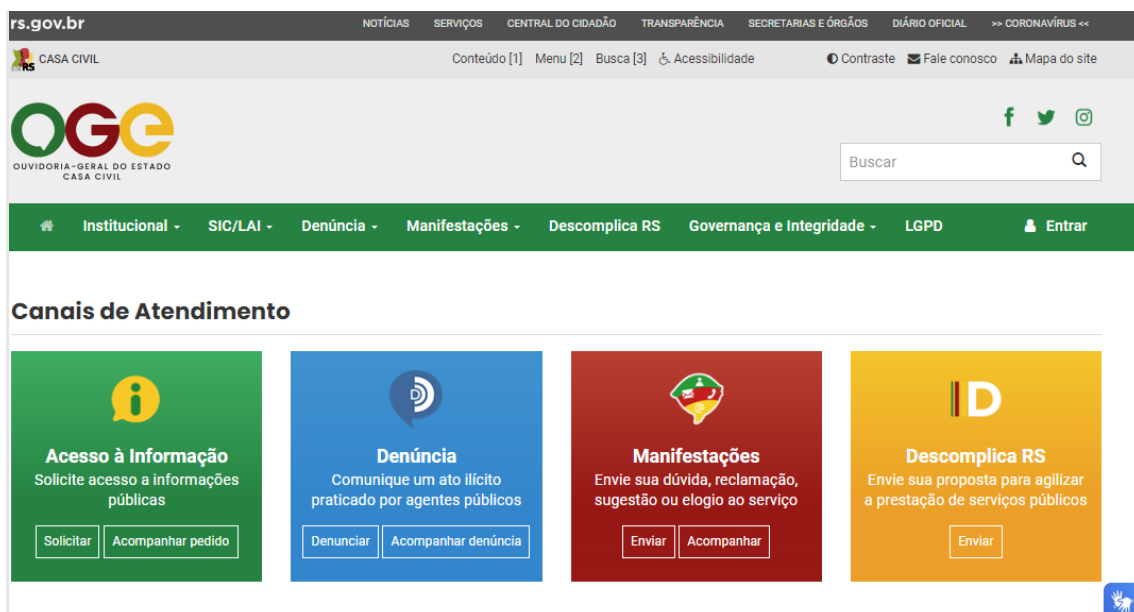 rs.gov.br NOTÍCIAS SERVIÇOS CENTRAL DO CIDADÃO TRANSPARÊNCIA SECRETARIAS E ÓRGÃOS DIÁRIO OFICIAL >> CORONAVÍRUS <<
RS CASA CIVIL Conteúdo [1] Menu [2] Busca [3] Acessibilidade Contraste Fale conosco Mapa do site
OGE
OUVIDORIA-GERAL DO ESTADO
CASA CIVIL
Buscar
Institucional SIC/LAI Denúncia Manifestações Descomplica RS Governança e Integridade LGPD Entrar
Canais de Atendimento
Acesso à Informação
Solicite acesso a informações
públicas
Solicitar Acompanhar pedido
D
Denúncia
Comunique um ato ilícito
praticado por agentes públicos
Denunciar Acompanhar denúncia
Manifestações
Envie sua dúvida, reclamação,
sugestão ou elogio ao serviço
Enviar Acompanhar
D
Descomplica RS
Envie sua proposta para agilizar
a prestação de serviços públicos
Enviar